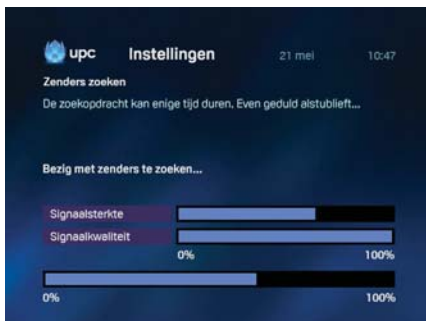 upc Instellingen 21 mei 10:47
Zenders zoeken
De zoekopdracht kan enige tijd duren. Even geduld alstublieft...
Bezig met zenders te zoeken...
Signaalsterkte
Signaalkwaliteit
0% 100%
0% 100%